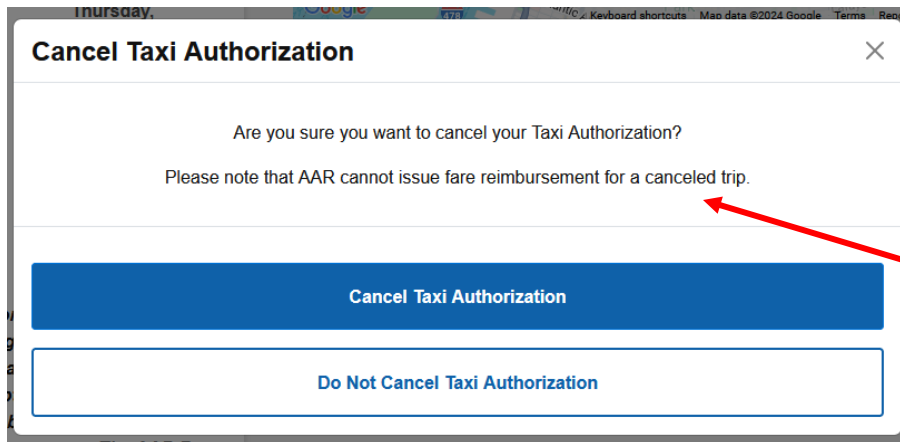 Thursday,
Google
478
Keyboard shortcuts Map data ©2024 Google Terms
Cancel Taxi Authorization
Are you sure you want to cancel your Taxi Authorization?
Please note that AAR cannot issue fare reimbursement for a canceled trip.
Cancel Taxi Authorization
Do Not Cancel Taxi Authorization